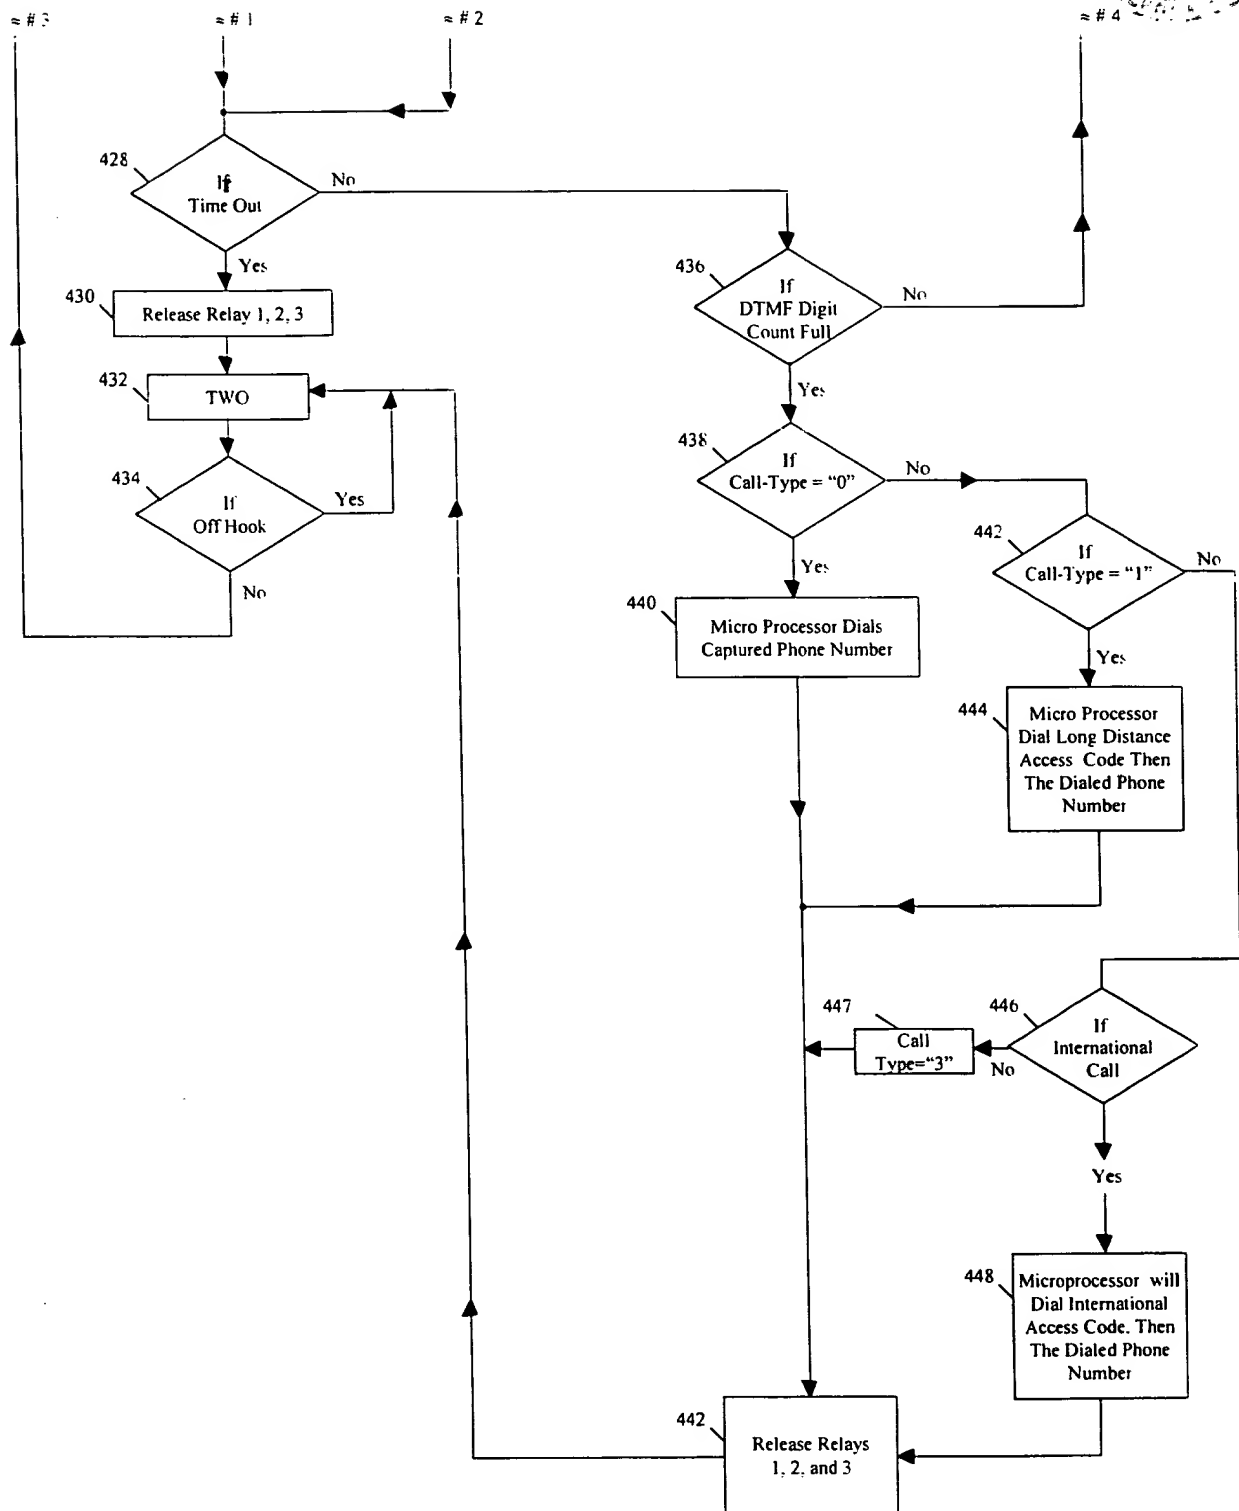 ≈ # 3
≈ # 1
≈ # 2
≈ # 4
428
If
Time Out
No
Yes
430
Release Relay 1, 2, 3
432
TWO
434
If
Off Hook
Yes
No
436
If
DTMF Digit
Count Full
No
Yes
438
If
Call-Type = “0”
No
Yes
440
Micro Processor Dials
Captured Phone Number
442
If
Call-Type = “1”
No
Yes
444
Micro Processor
Dial Long Distance
Access Code Then
The Dialed Phone
Number
446
If
International
Call
No
447
Call
Type=“3”
Yes
448
Microprocessor will
Dial International
Access Code. Then
The Dialed Phone
Number
442
Release Relays
1, 2, and 3